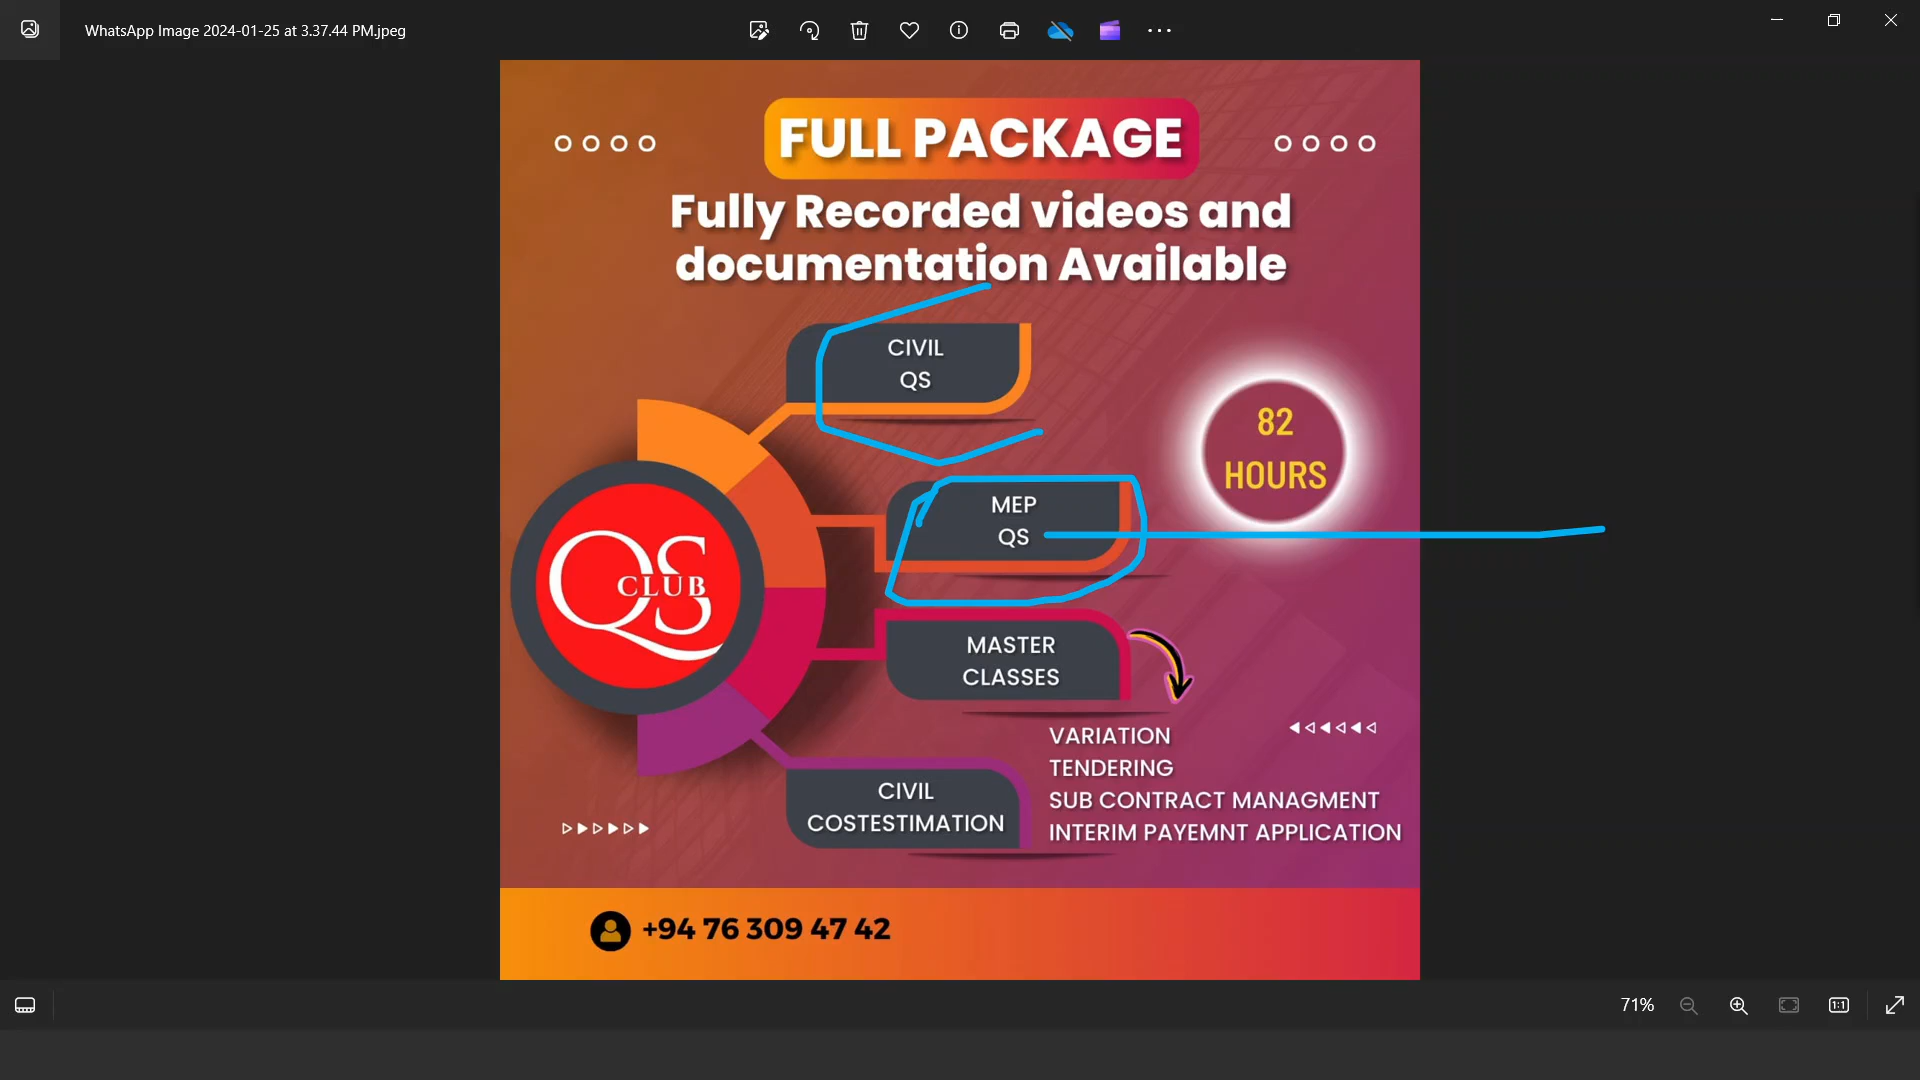 WhatsApp Image 2024-01-25 at 3.37.44 PM.jpeg
FULL PACKAGE
Fully Recorded videos and
documentation Available
CIVIL
QS
82
HOURS
MEP
QS
QS
CLUB
MASTER
CLASSES
VARIATION
TENDERING
SUB CONTRACT MANAGMENT
INTERIM PAYEMNT APPLICATION
CIVIL
COSTESTIMATION
+94 76 309 47 42
71%
1:1